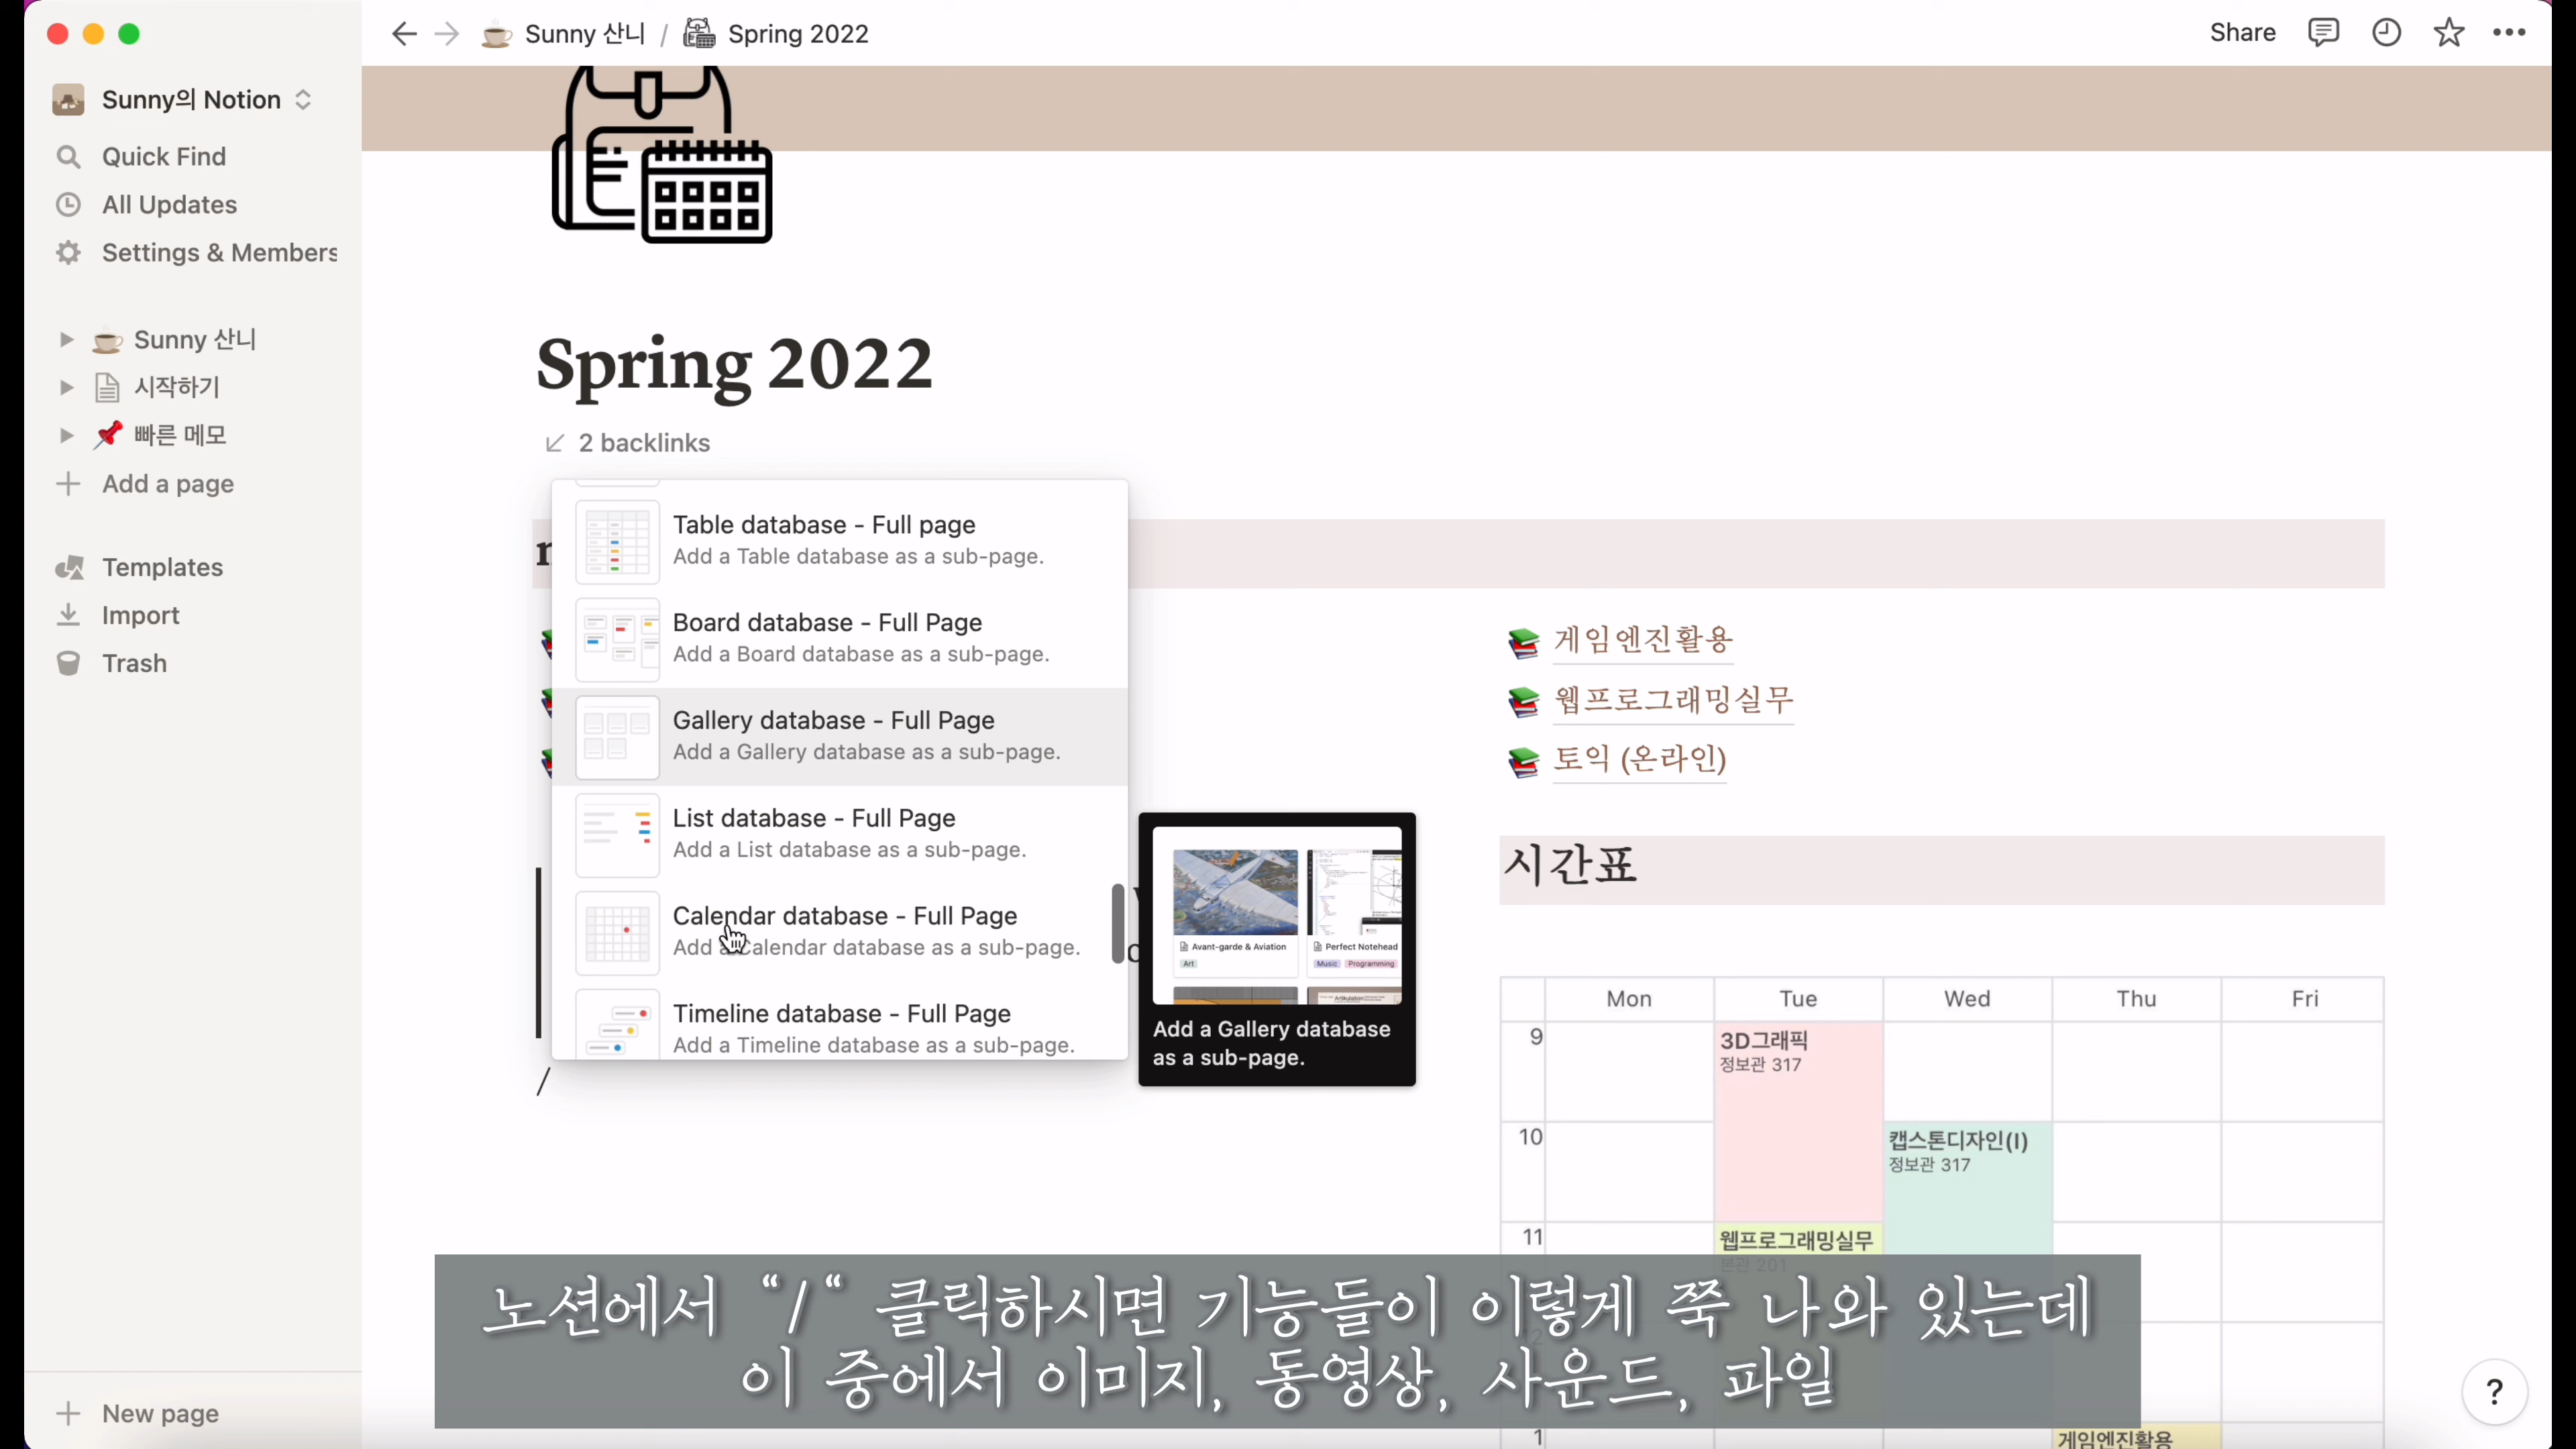 Sunny 산니 / Spring 2022
Share
Sunny의 Notion
Quick Find
All Updates
Settings & Members
Sunny 산니
시작하기
빠른 메모
Add a page
Templates
Import
Trash
New page
Spring 2022
2 backlinks
Table database - Full page
Add a Table database as a sub-page.
Board database - Full Page
Add a Board database as a sub-page.
Gallery database - Full Page
Add a Gallery database as a sub-page.
List database - Full Page
Add a List database as a sub-page.
Calendar database - Full Page
Add a Calendar database as a sub-page.
Timeline database - Full Page
Add a Timeline database as a sub-page.
/
Avant-garde & Aviation
Art
Perfect Notehead
Music Programming
Add a Gallery database
as a sub-page.
게임엔진활용
웹프로그래밍실무
토익 (온라인)
시간표
Mon Tue Wed Thu Fri
9
3D그래픽
정보관 317
10
캡스톤디자인(I)
정보관 317
11
웹프로그래밍실무
본관 201
노션에서 “/“ 클릭하시면 기능들이 이렇게 쭉 나와 있는데
이 중에서 이미지, 동영상, 사운드, 파일
1
게임엔진활용
?